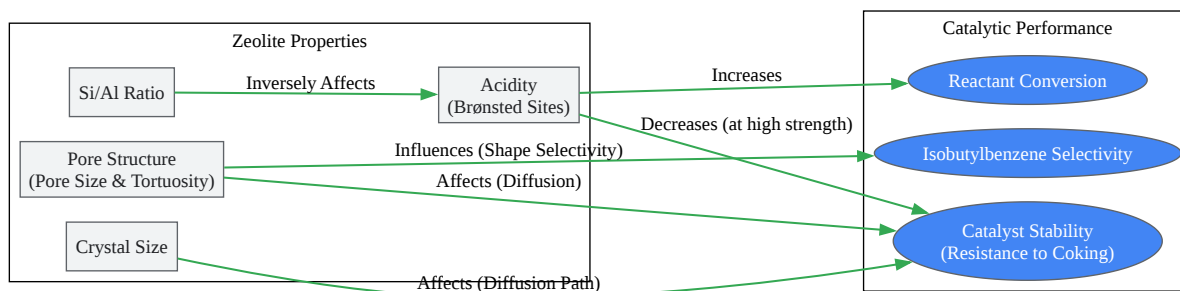 Zeolite Properties
Catalytic Performance
Si/Al Ratio
Inversely Affects
Acidity
(Brønsted Sites)
Increases
Reactant Conversion
Decreases (at high strength)
Pore Structure
(Pore Size & Tortuosity)
Influences (Shape Selectivity)
Isobutylbenzene Selectivity
Affects (Diffusion)
Crystal Size
Catalyst Stability
(Resistance to Coking)
Affects (Diffusion Path)